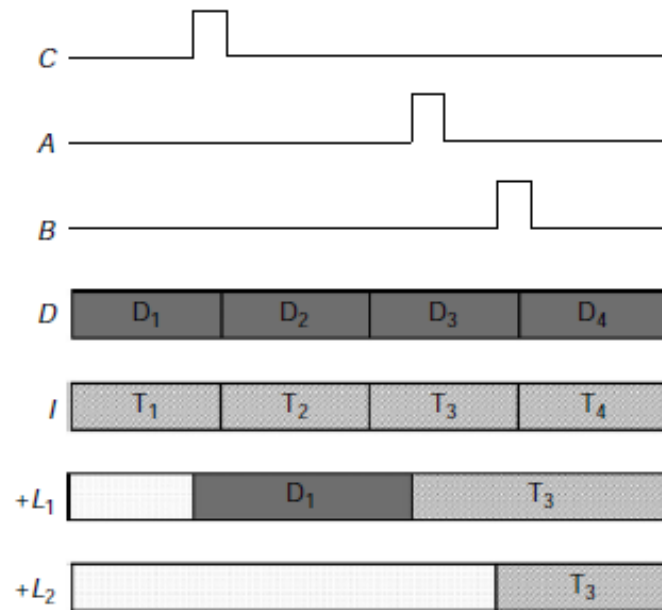 C
A
B
D D₁ D₂ D₃ D₄
I T₁ T₂ T₃ T₄
+L₁ D₁ T₃
+L₂ T₃